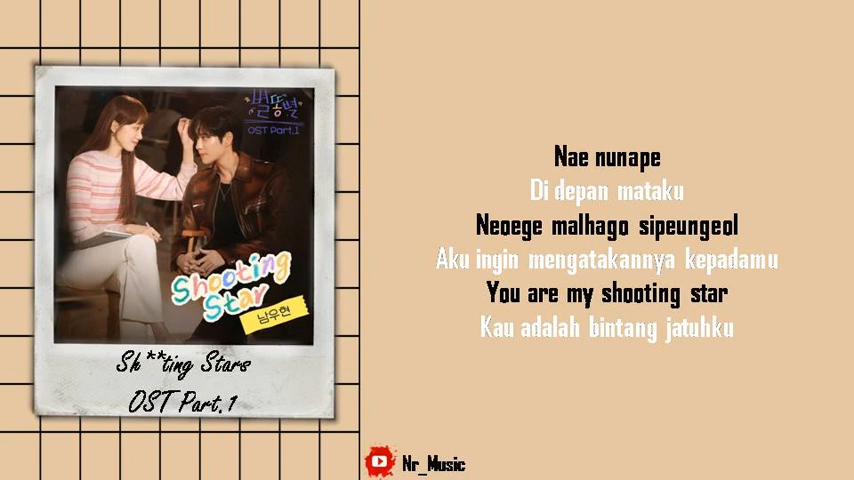 별똥별
OST Part.1
Shooting
Star
남우현
Sh**ting Stars
OST Part.1
Nae nunape
Di depan mataku
Neoege malhago sipeungeol
Aku ingin mengatakannya kepadamu
You are my shooting star
Kau adalah bintang jatuhku
Nr_Music